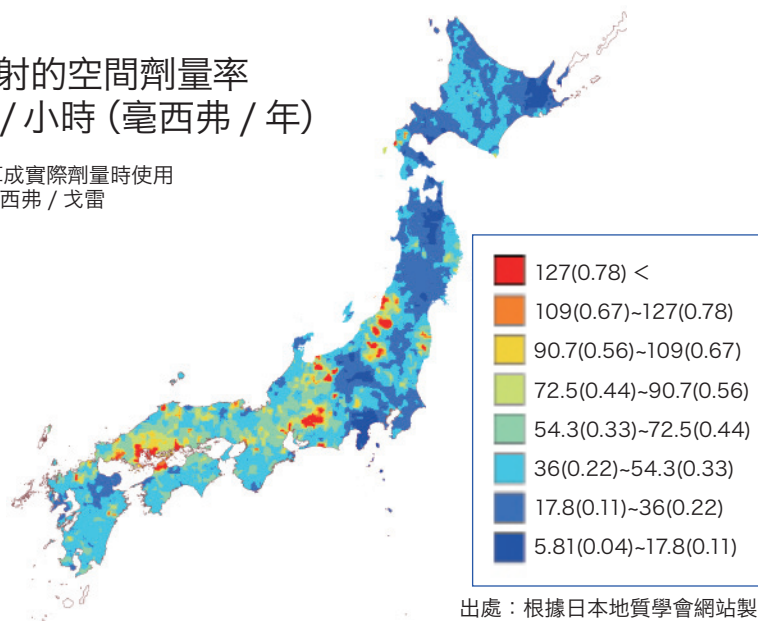 射的空間劑量率
/ 小時 (毫西弗 / 年)
成實際劑量時使用
西弗 / 戈雷
127(0.78) <
109(0.67)~127(0.78)
90.7(0.56)~109(0.67)
72.5(0.44)~90.7(0.56)
54.3(0.33)~72.5(0.44)
36(0.22)~54.3(0.33)
17.8(0.11)~36(0.22)
5.81(0.04)~17.8(0.11)
出處：根據日本地質學會網站製